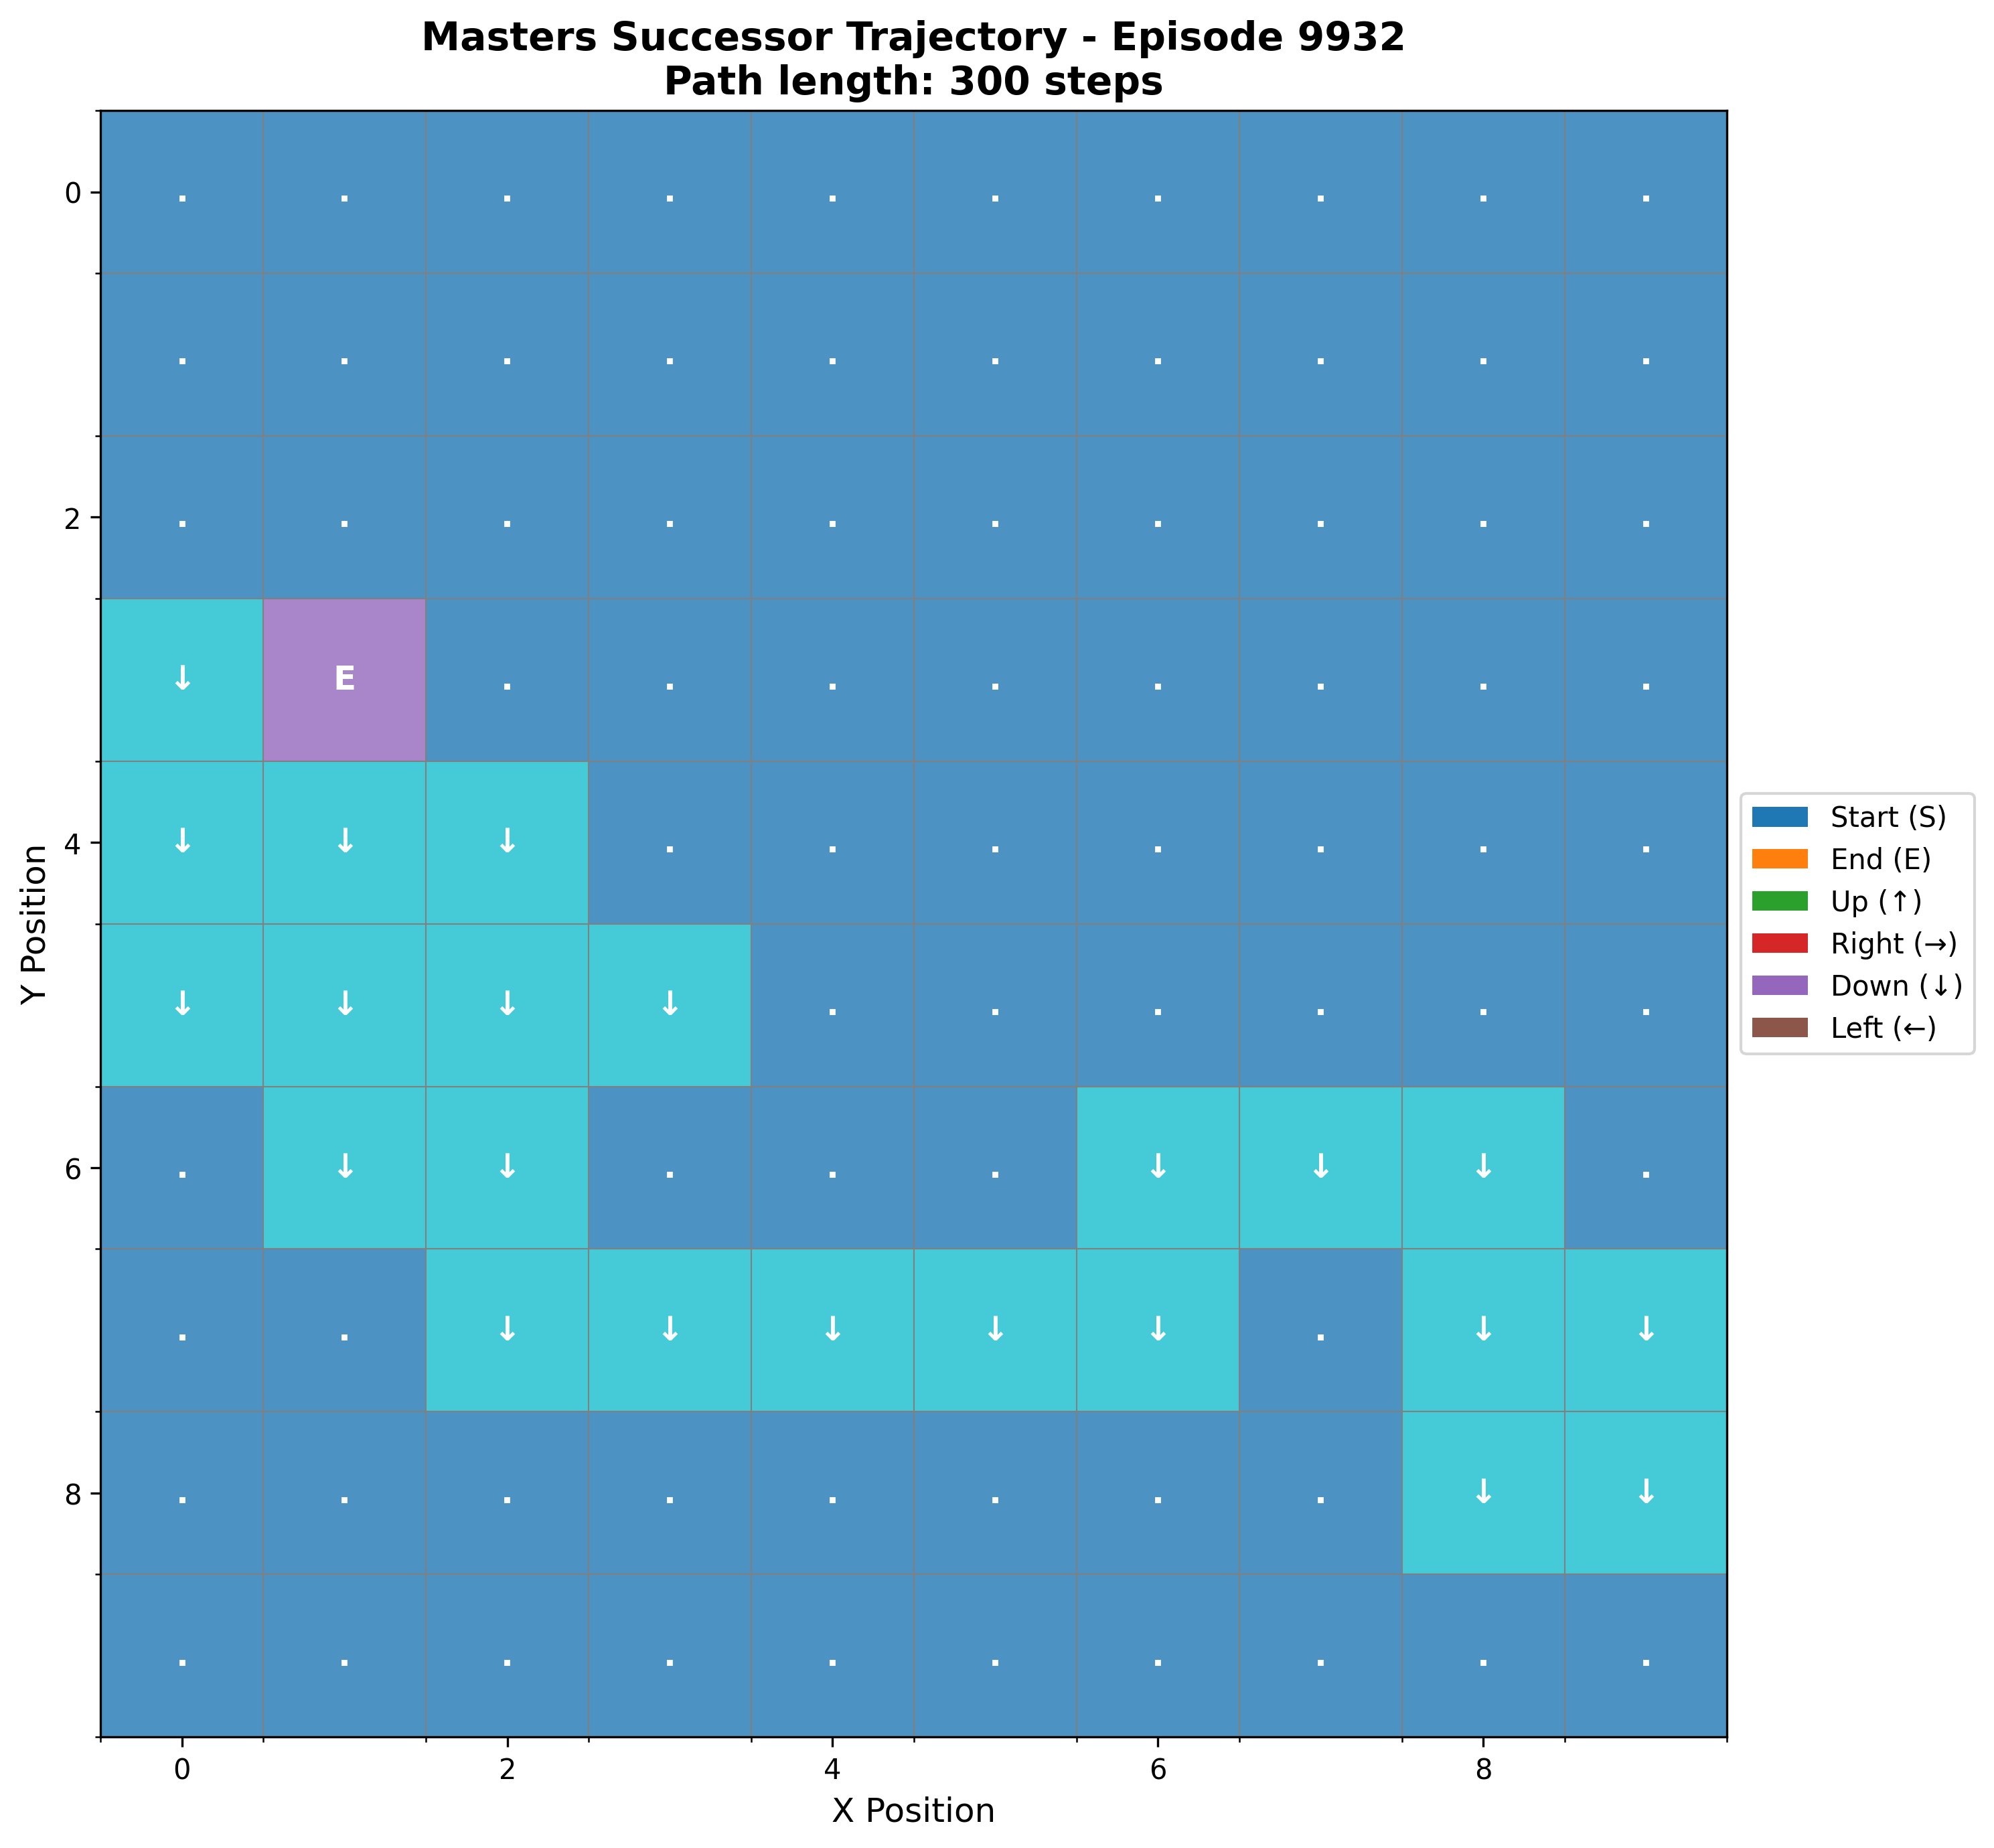 Masters Successor Trajectory - Episode 9932
Path length: 300 steps
0 . . . . . . . . . .
. . . . . . . . . .
2 . . . . . . . . . .
↓ E . . . . . . . .
4 ↓ ↓ ↓ . . . . . . .
↓ ↓ ↓ ↓ . . . . . .
6 . ↓ ↓ . . . ↓ ↓ ↓ .
. . ↓ ↓ ↓ ↓ ↓ . ↓ ↓
8 . . . . . . . . ↓ ↓
. . . . . . . . . .
0 2 4 6 8
X Position
Y Position
Start (S)
End (E)
Up (↑)
Right (→)
Down (↓)
Left (←)